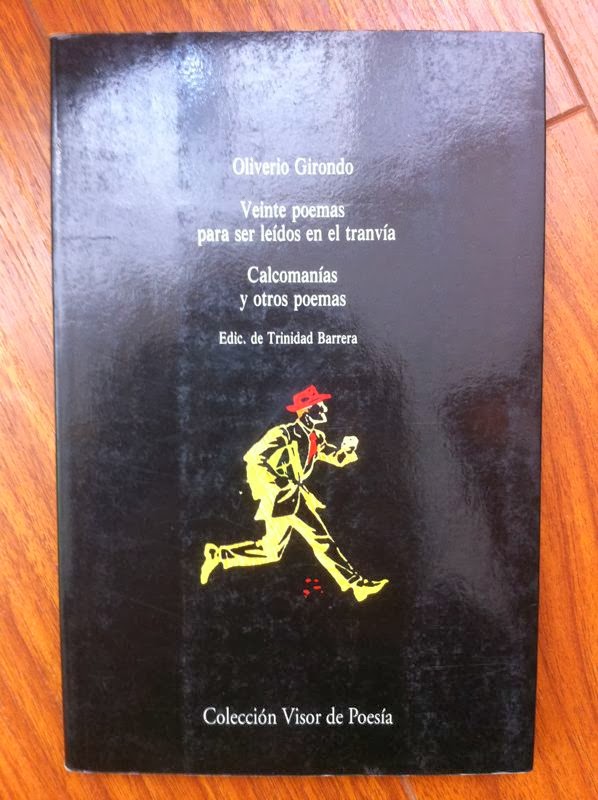 Oliverio Girondo
Veinte poemas
para ser leídos en el tranvía
Calcomanías
y otros poemas
Edic. de Trinidad Barrera
Colección Visor de Poesía